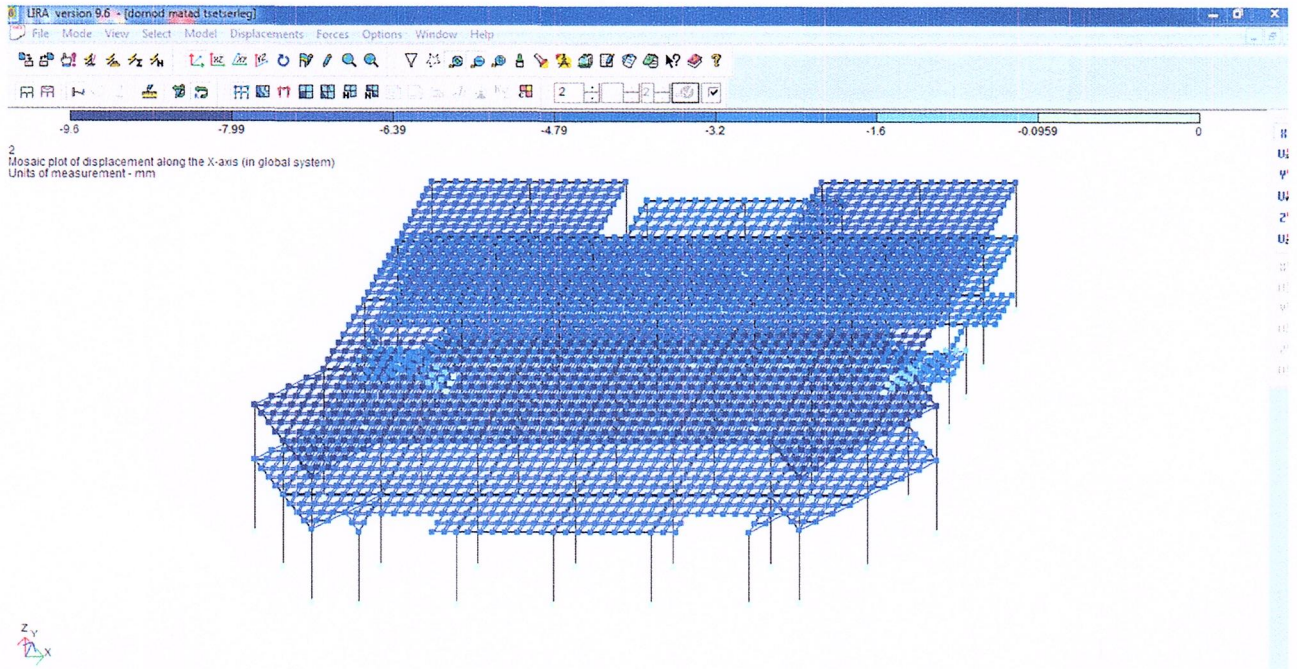 LIRA version 9.6 - [dornod matad tsetserleg]
File Mode View Select Model Displacements Forces Options Window Help
2 2
-9.6 -7.99 -6.39 -4.79 -3.2 -1.6 -0.0959 0
2
Mosaic plot of displacement along the X-axis (in global system)
Units of measurement - mm
Z Y X